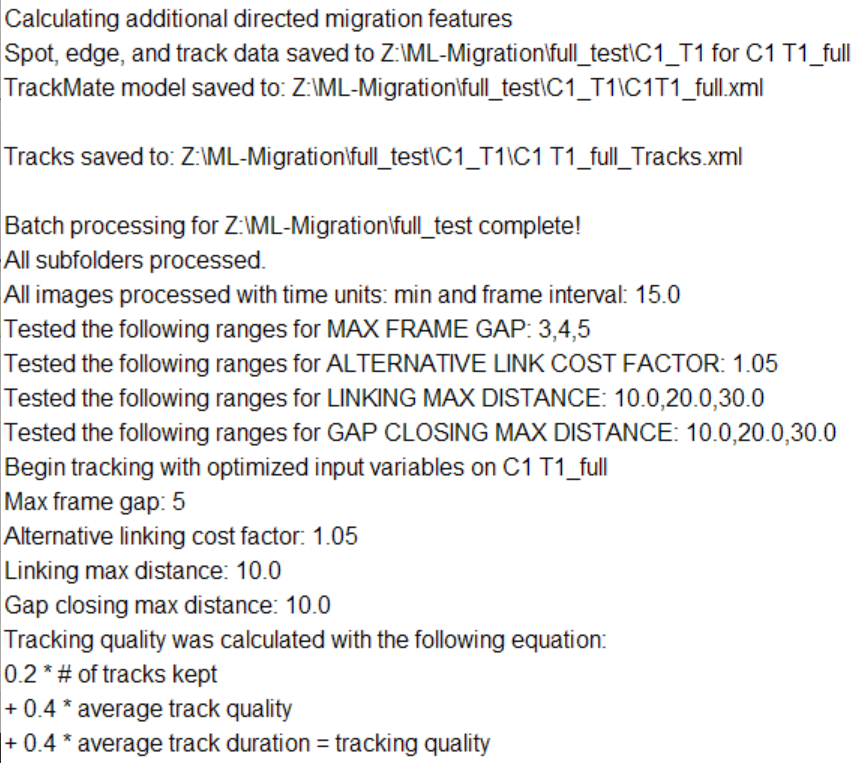 Calculating additional directed migration features
Spot, edge, and track data saved to Z:\ML-Migration\full_test\C1_T1 for C1 T1_full
TrackMate model saved to: Z:\ML-Migration\full_test\C1_T1\C1T1_full.xml
Tracks saved to: Z:\ML-Migration\full_test\C1_T1\C1 T1_full_Tracks.xml
Batch processing for Z:\ML-Migration\full_test complete!
All subfolders processed.
All images processed with time units: min and frame interval: 15.0
Tested the following ranges for MAX FRAME GAP: 3,4,5
Tested the following ranges for ALTERNATIVE LINK COST FACTOR: 1.05
Tested the following ranges for LINKING MAX DISTANCE: 10.0,20.0,30.0
Tested the following ranges for GAP CLOSING MAX DISTANCE: 10.0,20.0,30.0
Begin tracking with optimized input variables on C1 T1_full
Max frame gap: 5
Alternative linking cost factor: 1.05
Linking max distance: 10.0
Gap closing max distance: 10.0
Tracking quality was calculated with the following equation:
0.2 * # of tracks kept
+ 0.4 * average track quality
+ 0.4 * average track duration = tracking quality